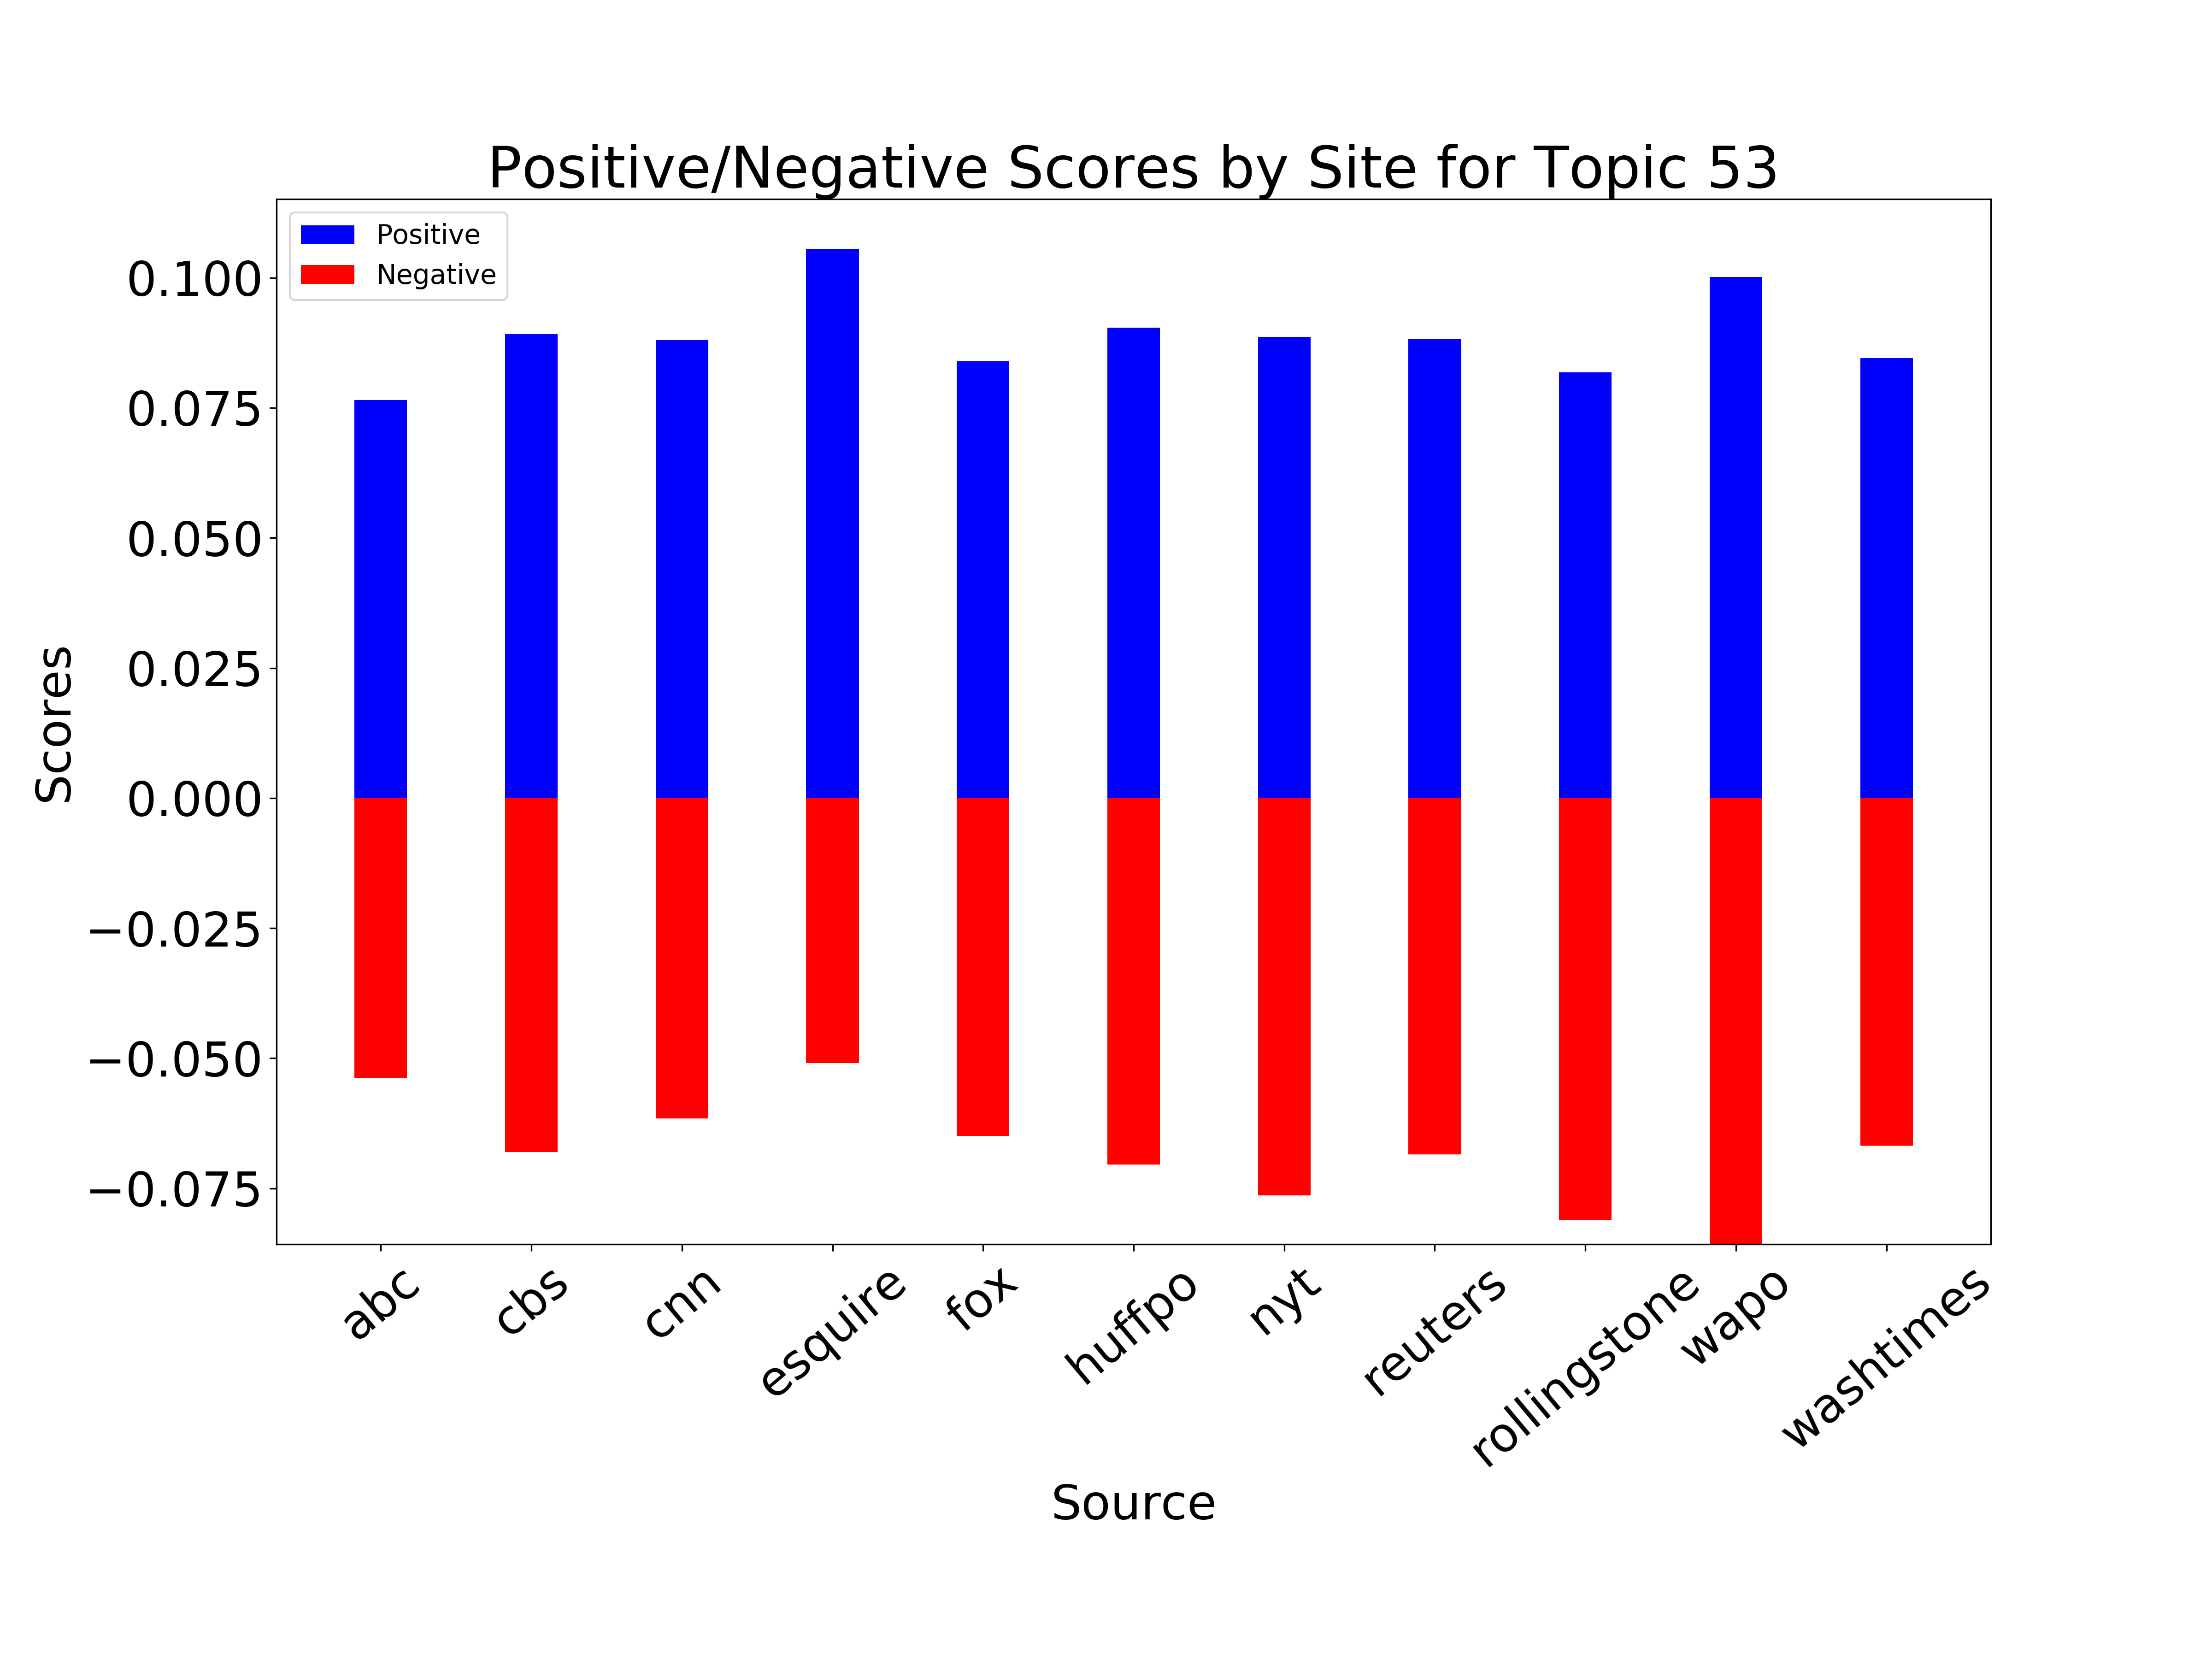 Positive/Negative Scores by Site for Topic 53
Positive
Negative
0.100
0.075
0.050
0.025
0.000
−0.025
−0.050
−0.075
Scores
abc
cbs
cnn
esquire
fox
huffpo
nyt
reuters
rollingstone
wapo
washtimes
Source